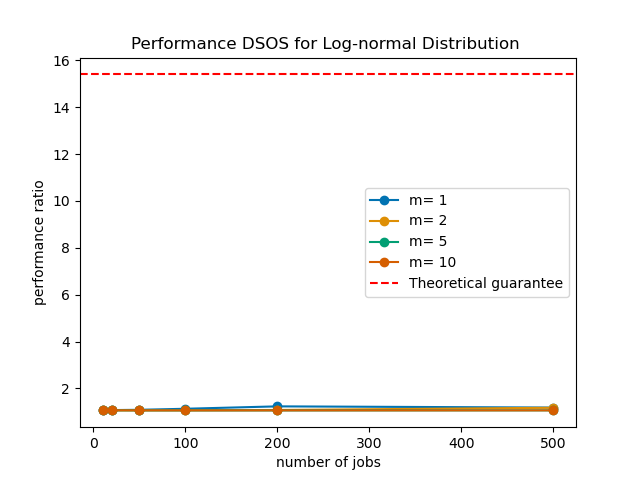 Performance DSOS for Log-normal Distribution
16
14
12
10
8
6
4
2
performance ratio
m= 1
m= 2
m= 5
m= 10
Theoretical guarantee
0 100 200 300 400 500
number of jobs